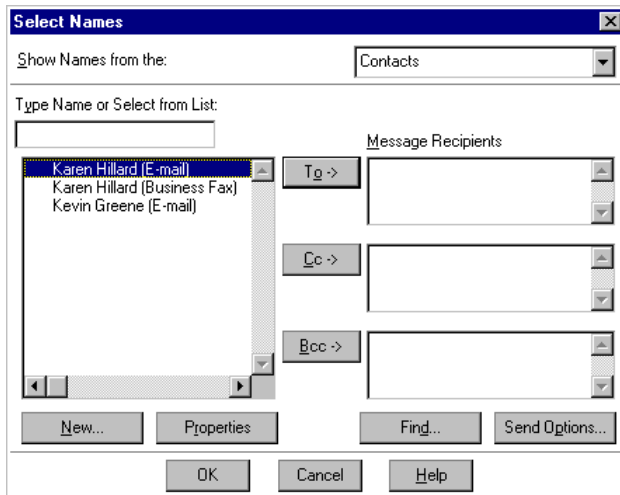 Select Names
Show Names from the:
Contacts
Type Name or Select from List:
Message Recipients
Karen Hillard (E-mail)
Karen Hillard (Business Fax)
Kevin Greene (E-mail)
To ->
Cc ->
Bcc ->
New...
Properties
Find...
Send Options...
OK
Cancel
Help